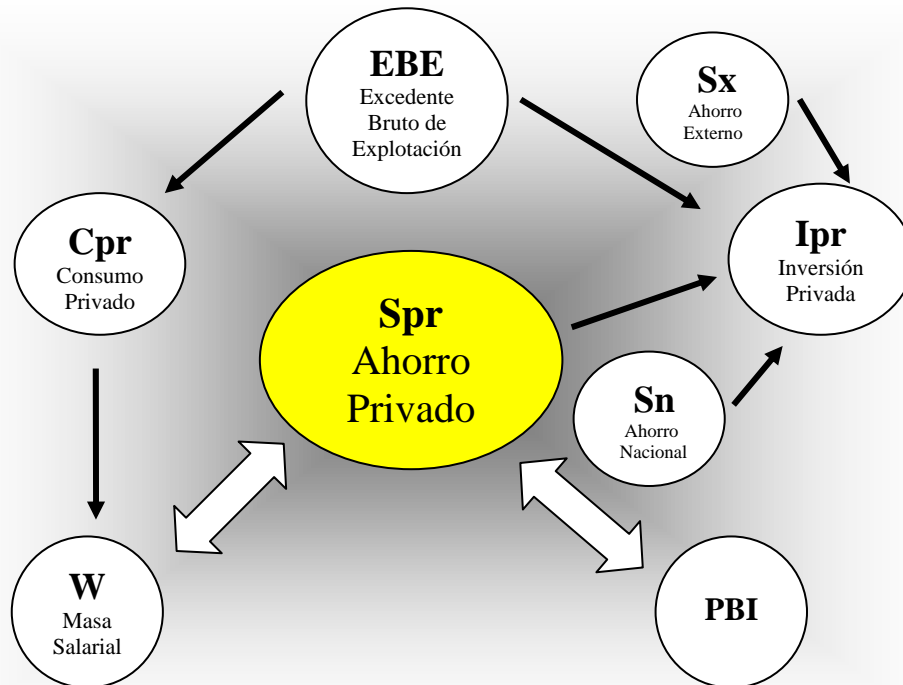 EBE
Excedente
Bruto de
Explotación
Sx
Ahorro
Externo
Cpr
Consumo
Privado
Ipr
Inversión
Privada
Spr
Ahorro
Privado
Sn
Ahorro
Nacional
W
Masa
Salarial
PBI